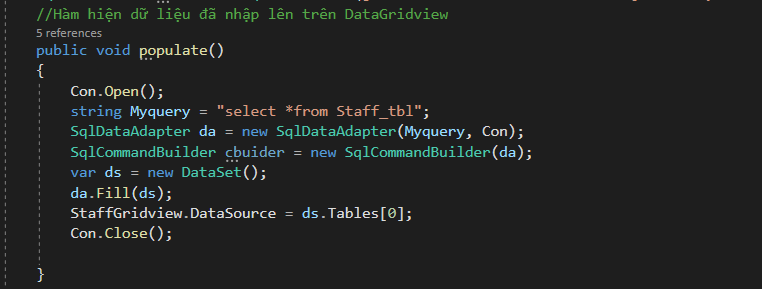 //Hàm hiện dữ liệu đã nhập lên trên DataGridview
5 references
public void populate()
{
Con.Open();
string Myquery = "select *from Staff_tbl";
SqlDataAdapter da = new SqlDataAdapter(Myquery, Con);
SqlCommandBuilder cbuider = new SqlCommandBuilder(da);
var ds = new DataSet();
da.Fill(ds);
StaffGridview.DataSource = ds.Tables[0];
Con.Close();
}